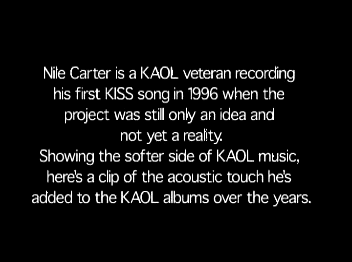 Nile Carter is a KAOL veteran recording
his first KISS song in 1996 when the
project was still only an idea and
not yet a reality.
Showing the softer side of KAOL music,
here's a clip of the acoustic touch he's
added to the KAOL albums over the years.